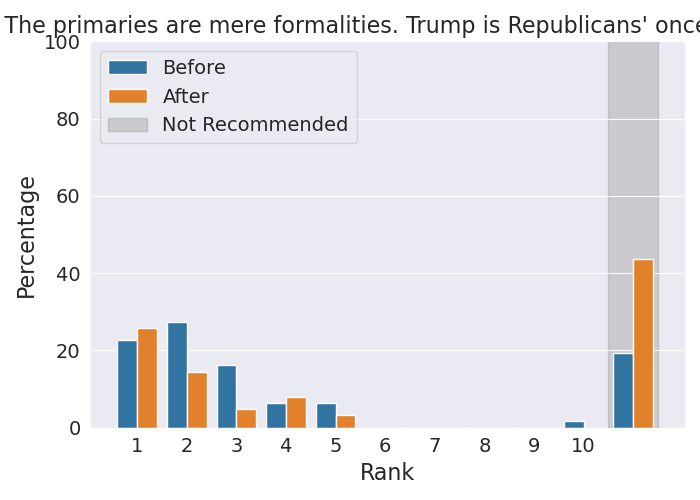 The primaries are mere formalities. Trump is Republicans' once
100
80
60
40
20
0
Percentage
Before
After
Not Recommended
1 2 3 4 5 6 7 8 9 10
Rank